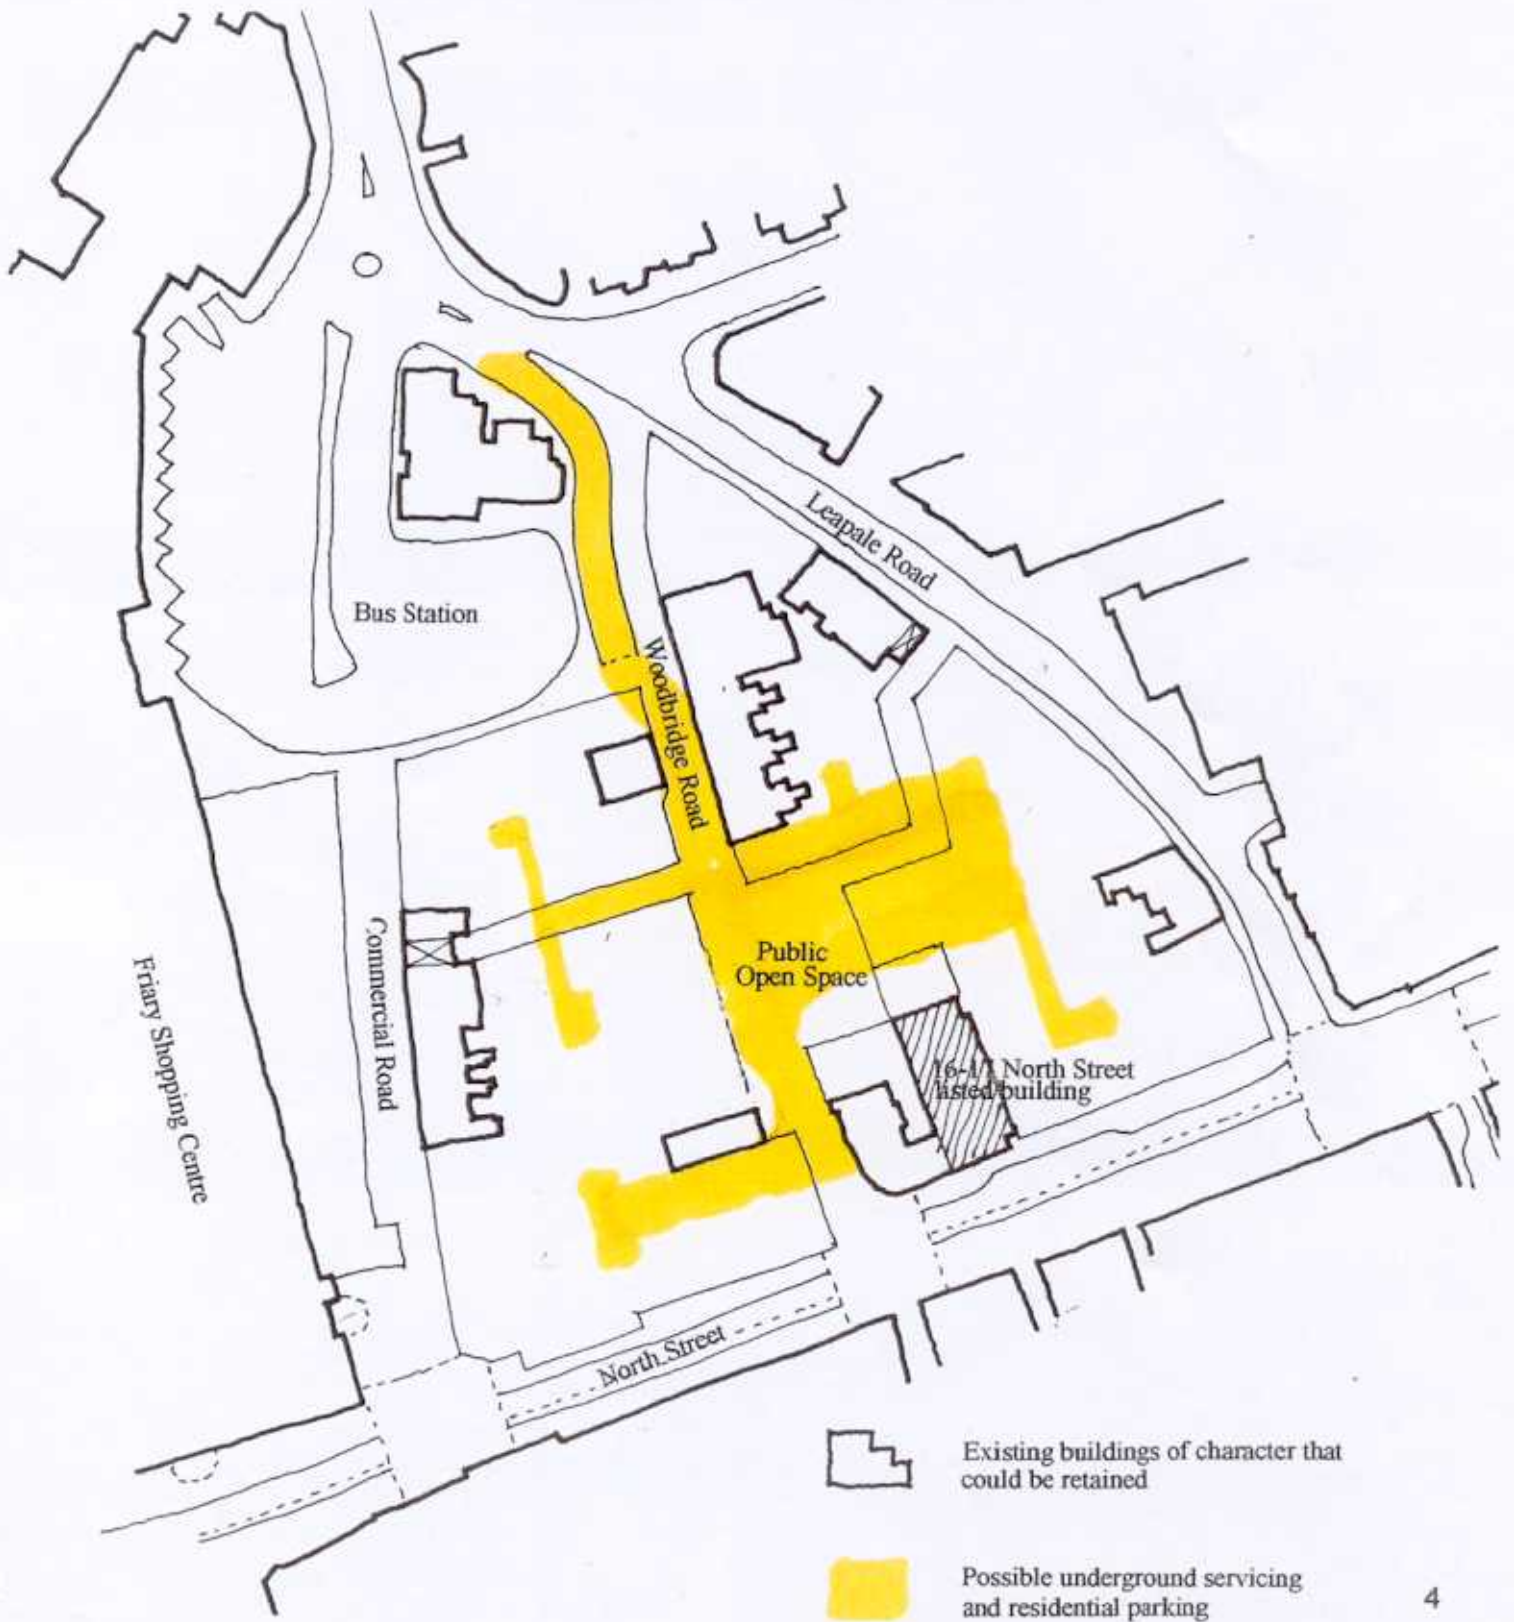 Leapale Road
Bus Station
Woodbridge Road
Public
Open Space
Commercial Road
Friary Shopping Centre
16-17 North Street
listed building
North Street
Existing buildings of character that
could be retained
Possible underground servicing
and residential parking
4